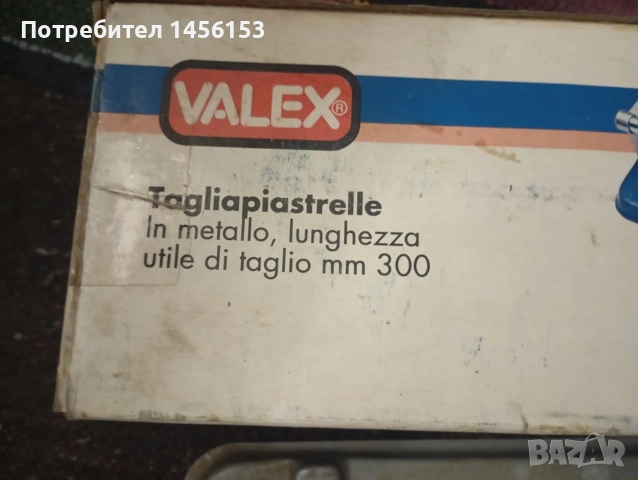 Потребител 1456153
VALEX®
Tagliapiastrelle
In metallo, lunghezza
utile di taglio mm 300
BAZAR